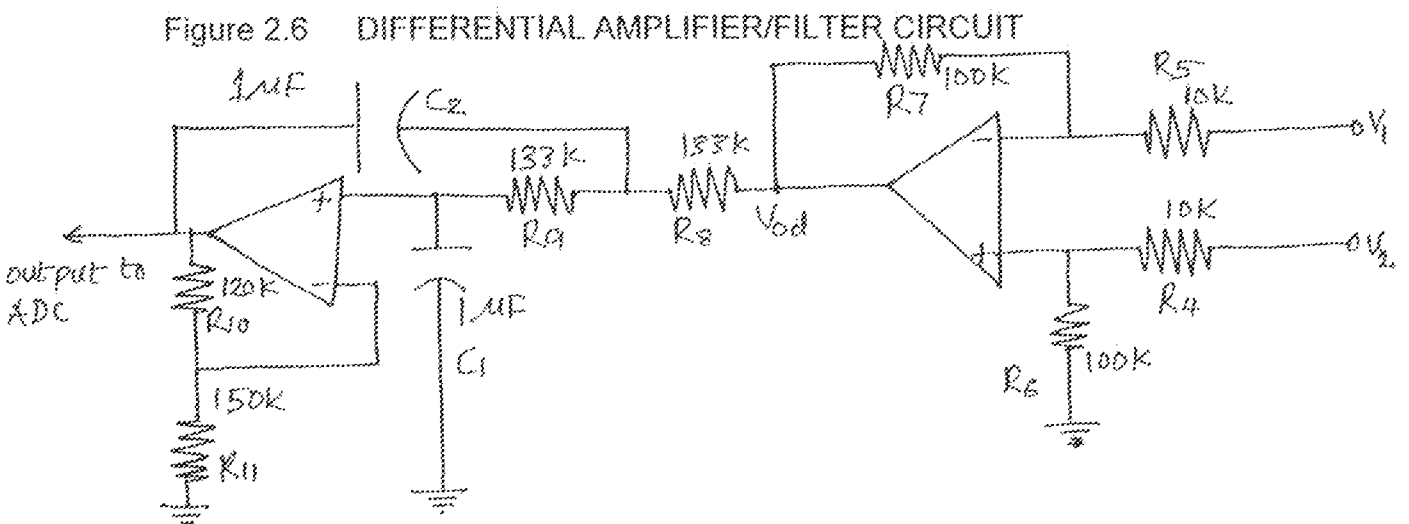 Figure 2.6 DIFFERENTIAL AMPLIFIER/FILTER CIRCUIT
1μF
C2
R7
100K
R5
10K
V1
133K
R9
133K
R8
Vod
-
+
10K
R4
V2
+
-
output to
ADC
120K
R10
1μF
C1
R6
100K
150K
R11